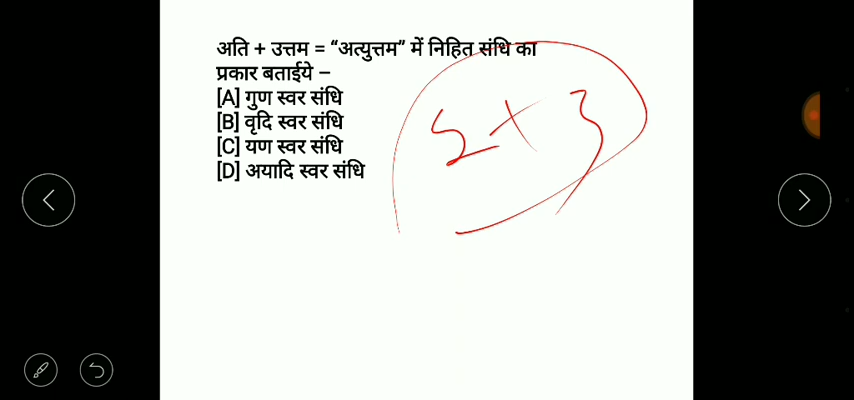 अति + उत्तम = “अत्युत्तम” में निहित संधि का
प्रकार बताईये –
[A] गुण स्वर संधि
[B] वृदि स्वर संधि
[C] यण स्वर संधि
[D] अयादि स्वर संधि